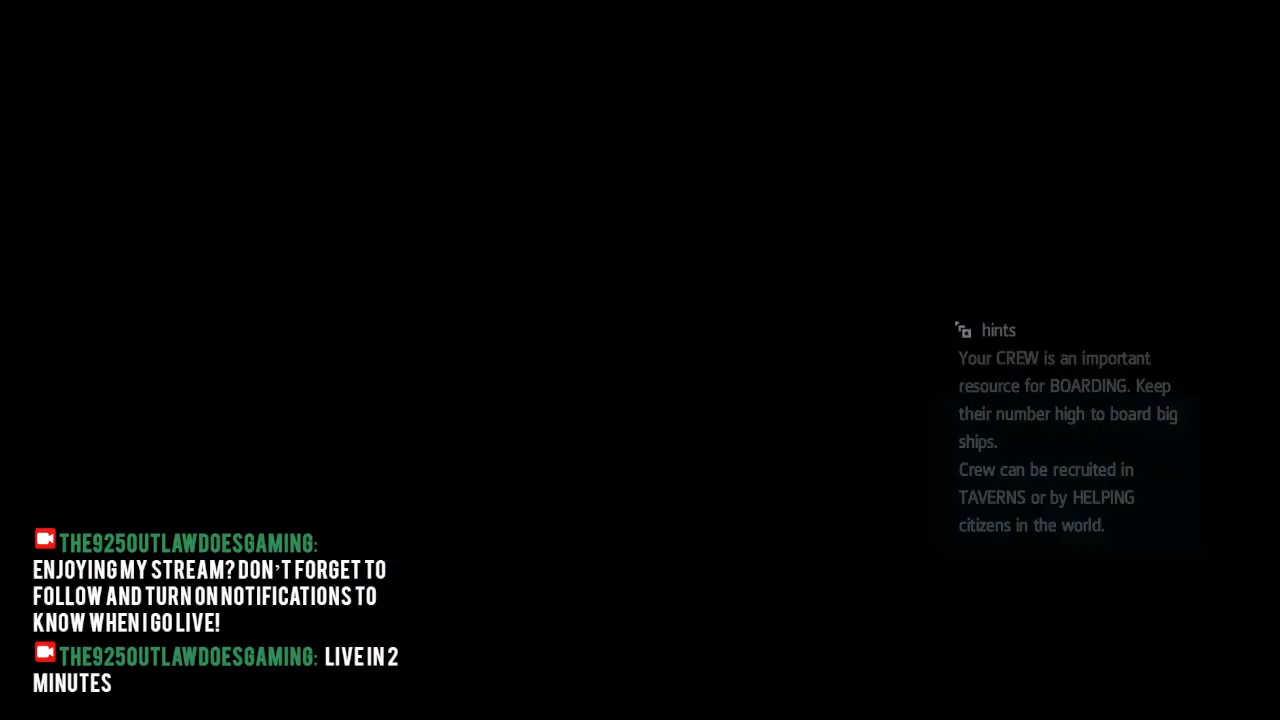 hints
Your CREW is an important
resource for BOARDING. Keep
their number high to board big
ships.
Crew can be recruited in
TAVERNS or by HELPING
citizens in the world.
THE925OUTLAWDOESGAMING:
ENJOYING MY STREAM? DON'T FORGET TO
FOLLOW AND TURN ON NOTIFICATIONS TO
KNOW WHEN I GO LIVE!
THE925OUTLAWDOESGAMING: LIVE IN 2
MINUTES